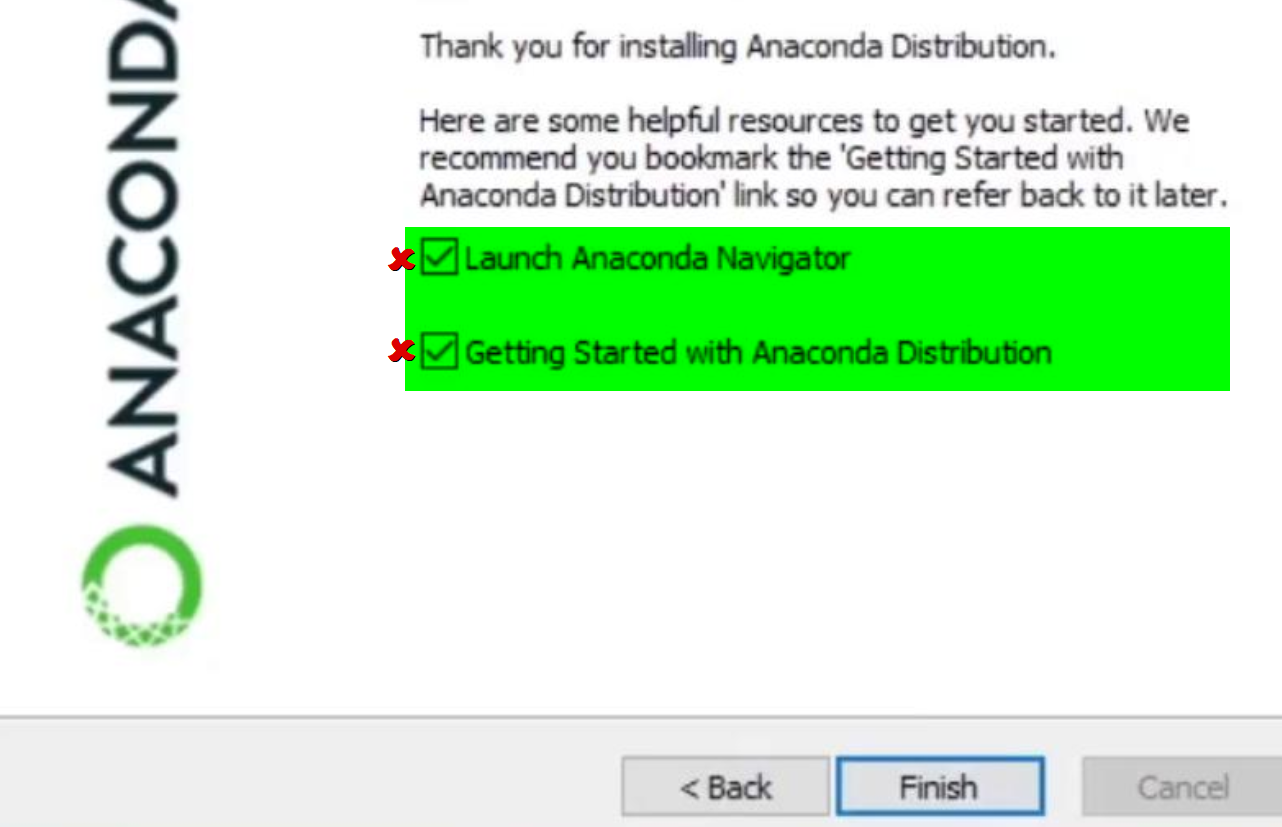 ANACONDA
Thank you for installing Anaconda Distribution.
Here are some helpful resources to get you started. We
recommend you bookmark the 'Getting Started with
Anaconda Distribution' link so you can refer back to it later.
Launch Anaconda Navigator
Getting Started with Anaconda Distribution
< Back
Finish
Cancel